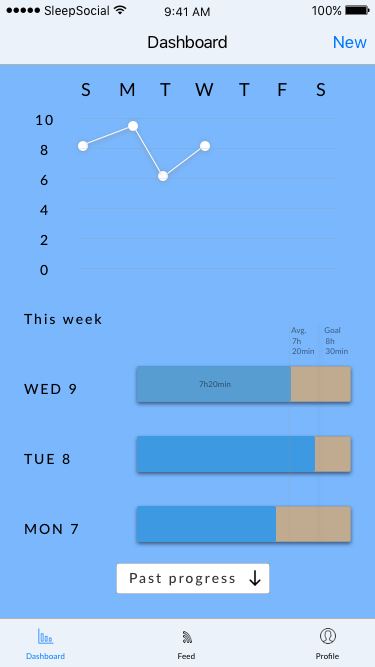 SleepSocial 9:41 AM 100%
Dashboard New
S M T W T F S
10
8
6
4
2
0
This week
Avg. Goal
7h 8h
20min 30min
WED 9 7h20min
TUE 8
MON 7
Past progress
Dashboard Feed Profile